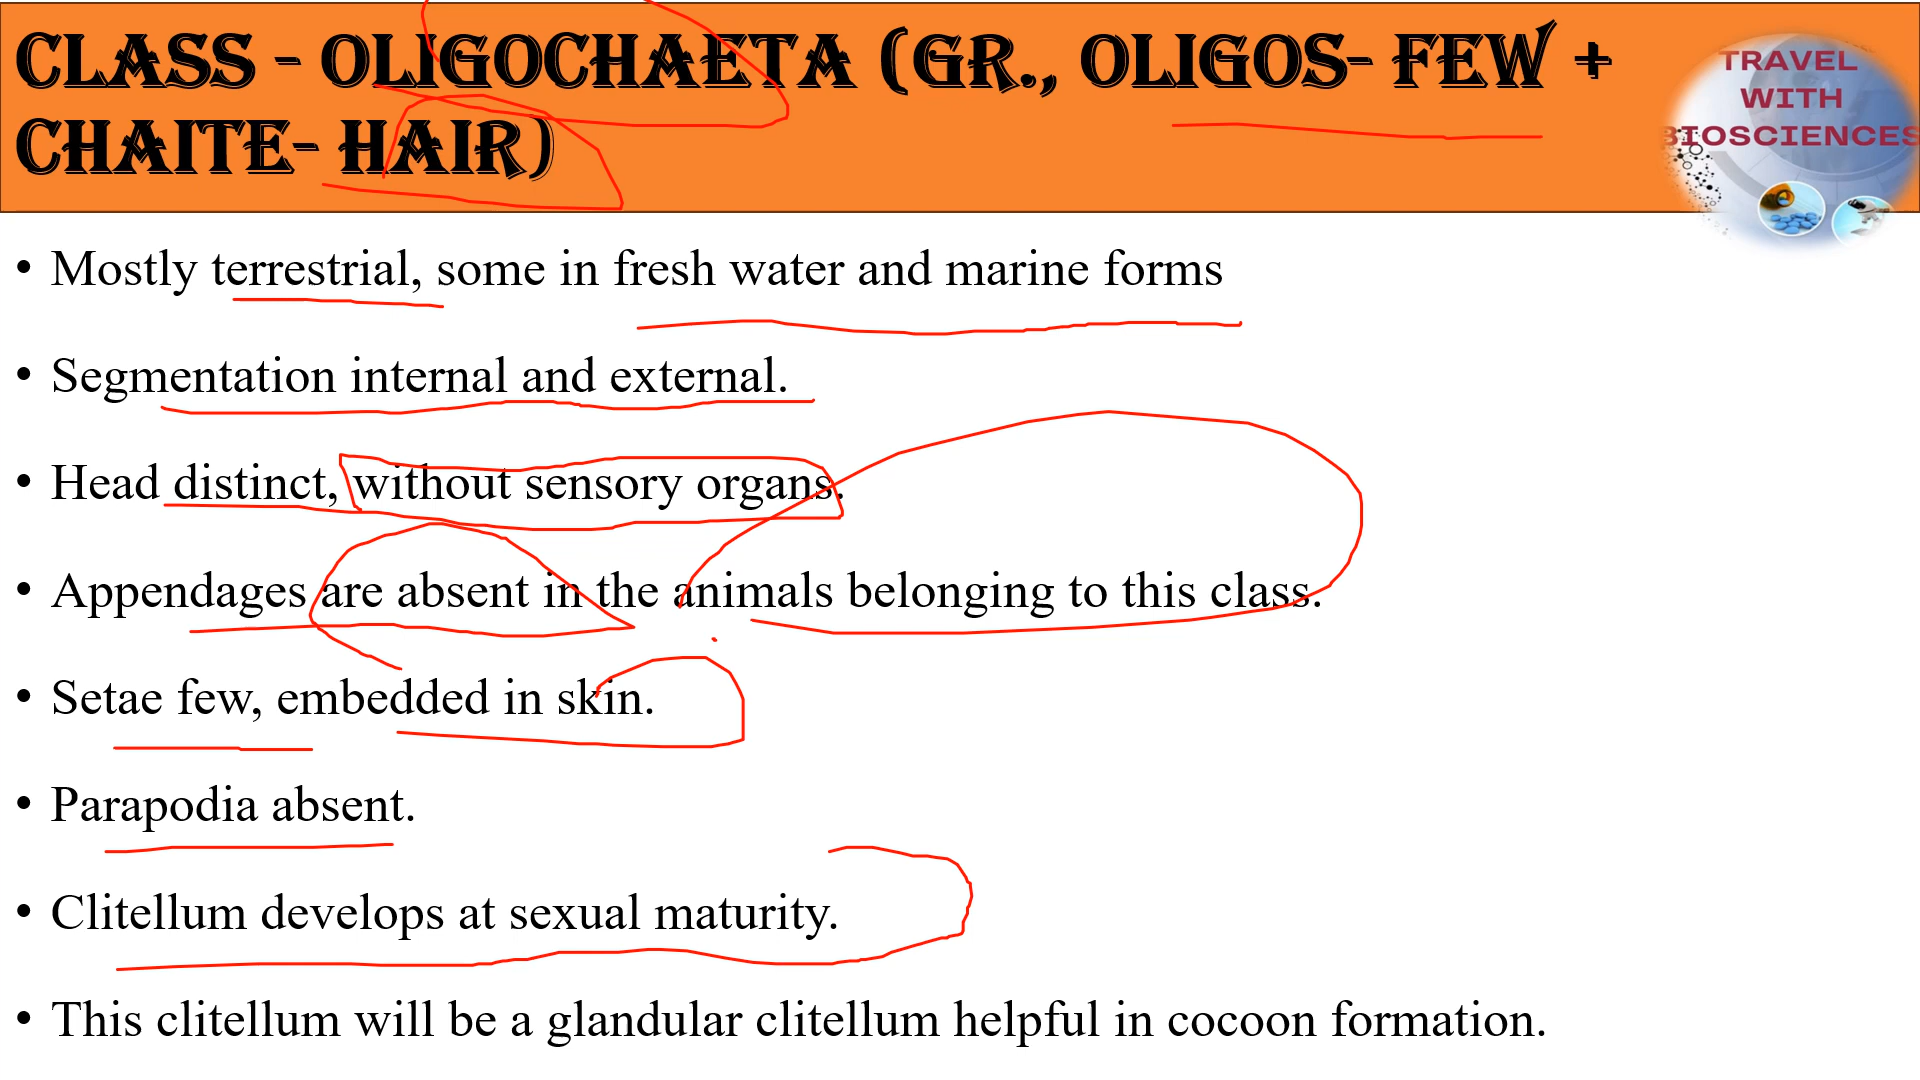 CLASS - OLIGOCHAETA (GR., OLIGOS- FEW +
CHAITE- HAIR)
TRAVEL
WITH
BIOSCIENCES
• Mostly terrestrial, some in fresh water and marine forms
• Segmentation internal and external.
• Head distinct, without sensory organs.
• Appendages are absent in the animals belonging to this class.
• Setae few, embedded in skin.
• Parapodia absent.
• Clitellum develops at sexual maturity.
• This clitellum will be a glandular clitellum helpful in cocoon formation.